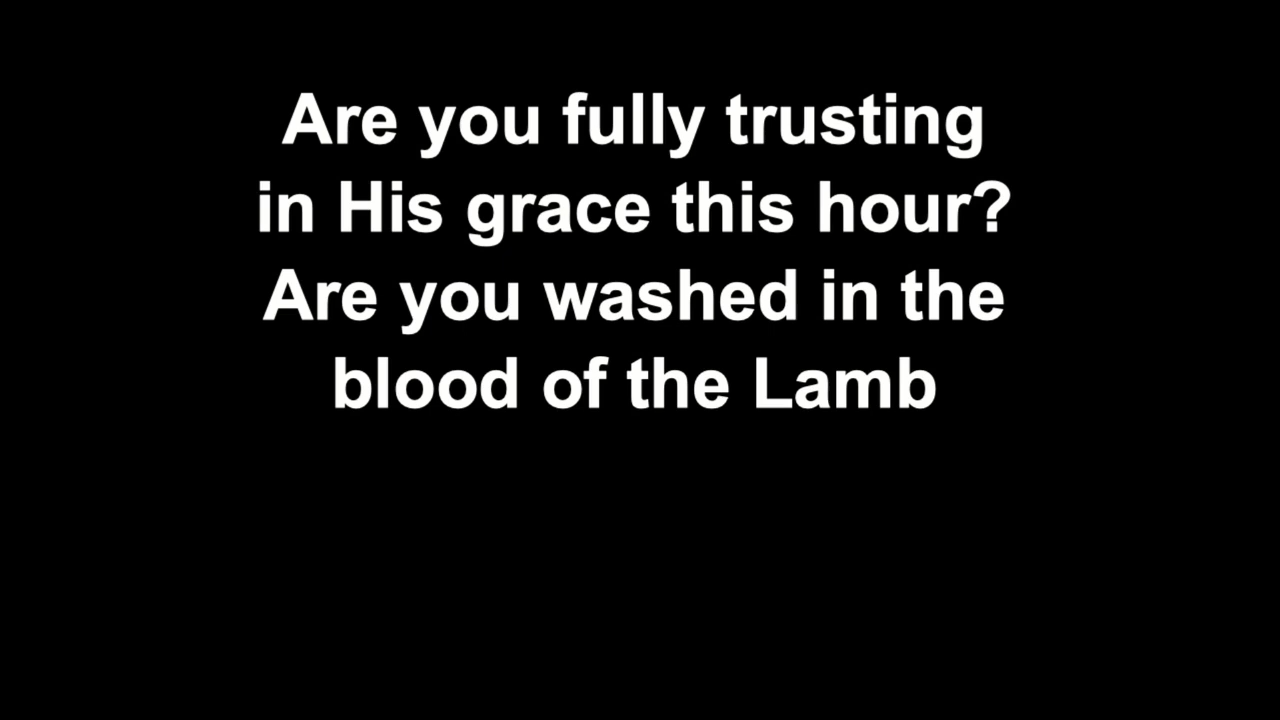 Are you fully trusting
in His grace this hour?
Are you washed in the
blood of the Lamb